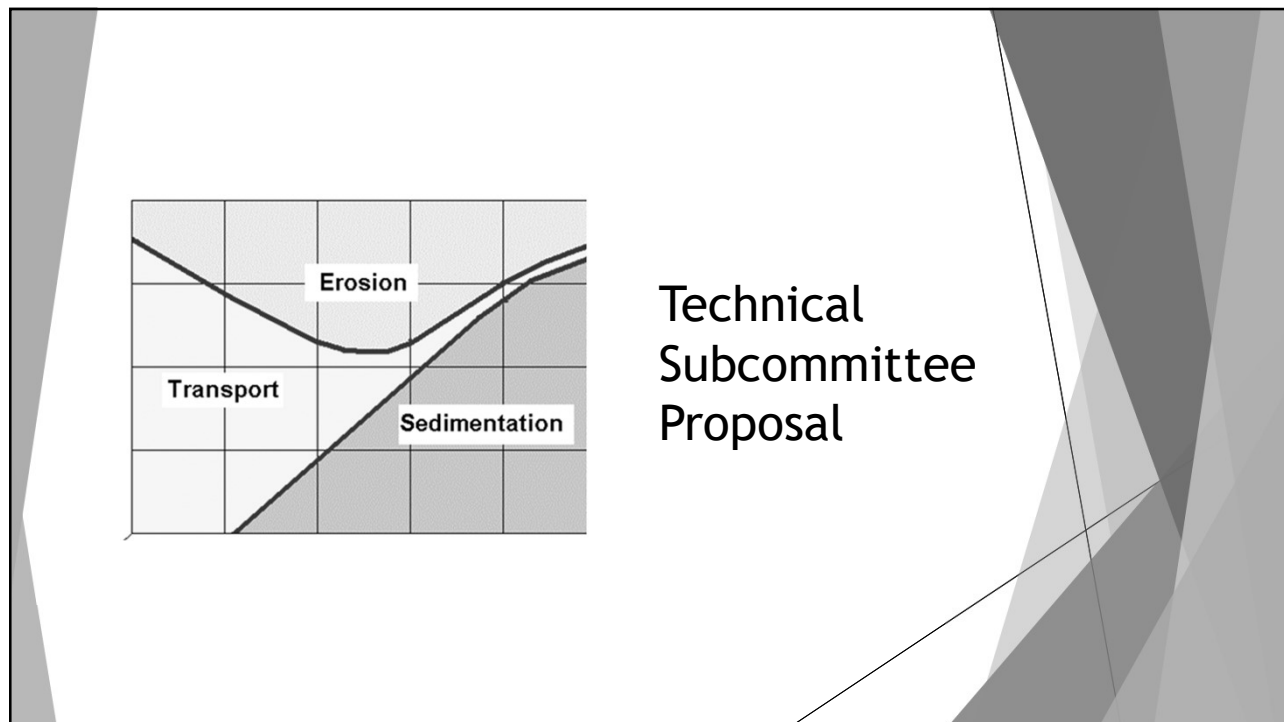 Erosion
Transport
Sedimentation
Technical
Subcommittee
Proposal